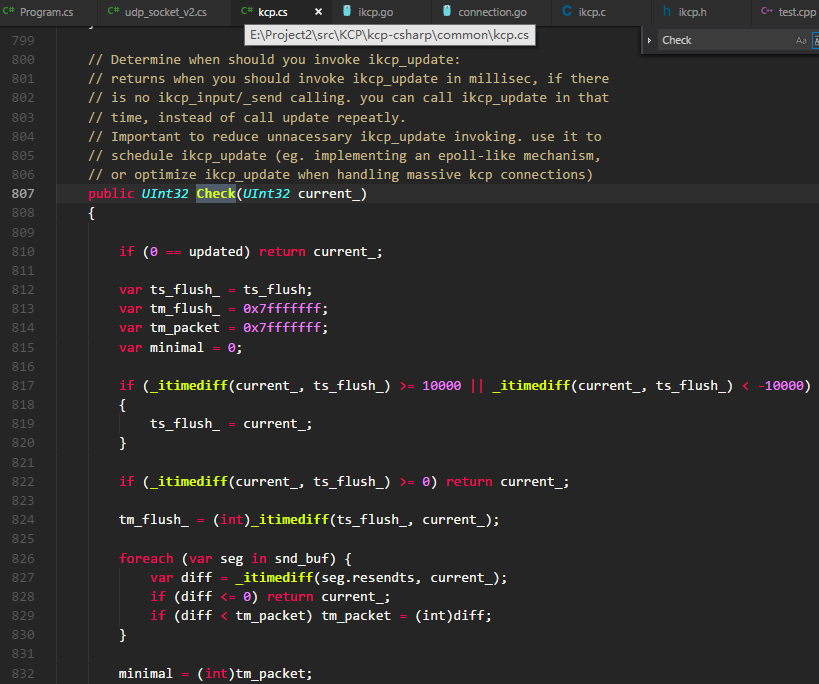 C# Program.cs C# udp_socket_v2.cs C# kcp.cs × ikcp.go connection.go C ikcp.c h ikcp.h C++ test.cpp
E:\Project2\src\KCP\kcp-csharp\common\kcp.cs
Check Aa
799
800 // Determine when should you invoke ikcp_update:
801 // returns when you should invoke ikcp_update in millisec, if there
802 // is no ikcp_input/_send calling. you can call ikcp_update in that
803 // time, instead of call update repeatly.
804 // Important to reduce unnacessary ikcp_update invoking. use it to
805 // schedule ikcp_update (eg. implementing an epoll-like mechanism,
806 // or optimize ikcp_update when handling massive kcp connections)
807 public UInt32 Check(UInt32 current_)
808 {
809
810 if (0 == updated) return current_;
811
812 var ts_flush_ = ts_flush;
813 var tm_flush_ = 0x7fffffff;
814 var tm_packet = 0x7fffffff;
815 var minimal = 0;
816
817 if (_itimediff(current_, ts_flush_) >= 10000 || _itimediff(current_, ts_flush_) < -10000)
818 {
819 ts_flush_ = current_;
820 }
821
822 if (_itimediff(current_, ts_flush_) >= 0) return current_;
823
824 tm_flush_ = (int)_itimediff(ts_flush_, current_);
825
826 foreach (var seg in snd_buf) {
827 var diff = _itimediff(seg.resendts, current_);
828 if (diff <= 0) return current_;
829 if (diff < tm_packet) tm_packet = (int)diff;
830 }
831
832 minimal = (int)tm_packet;